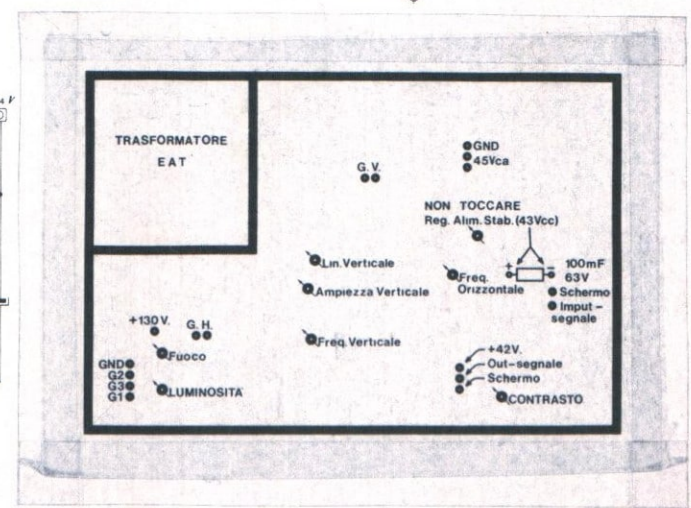 4 V
TRASFORMATORE
EAT
G. V.
GND
45Vca
NON TOCCARE
Reg. Alim. Stab. (43Vcc)
Lin. Verticale
Ampiezza Verticale
Freq.
Orizzontale
+ -
100mF
63V
Schermo
Imput-
segnale
+130 V.
G. H.
Freq. Verticale
Fuoco
GND
G2
G3
G1
LUMINOSITA
+42V.
Out-segnale
Schermo
CONTRASTO